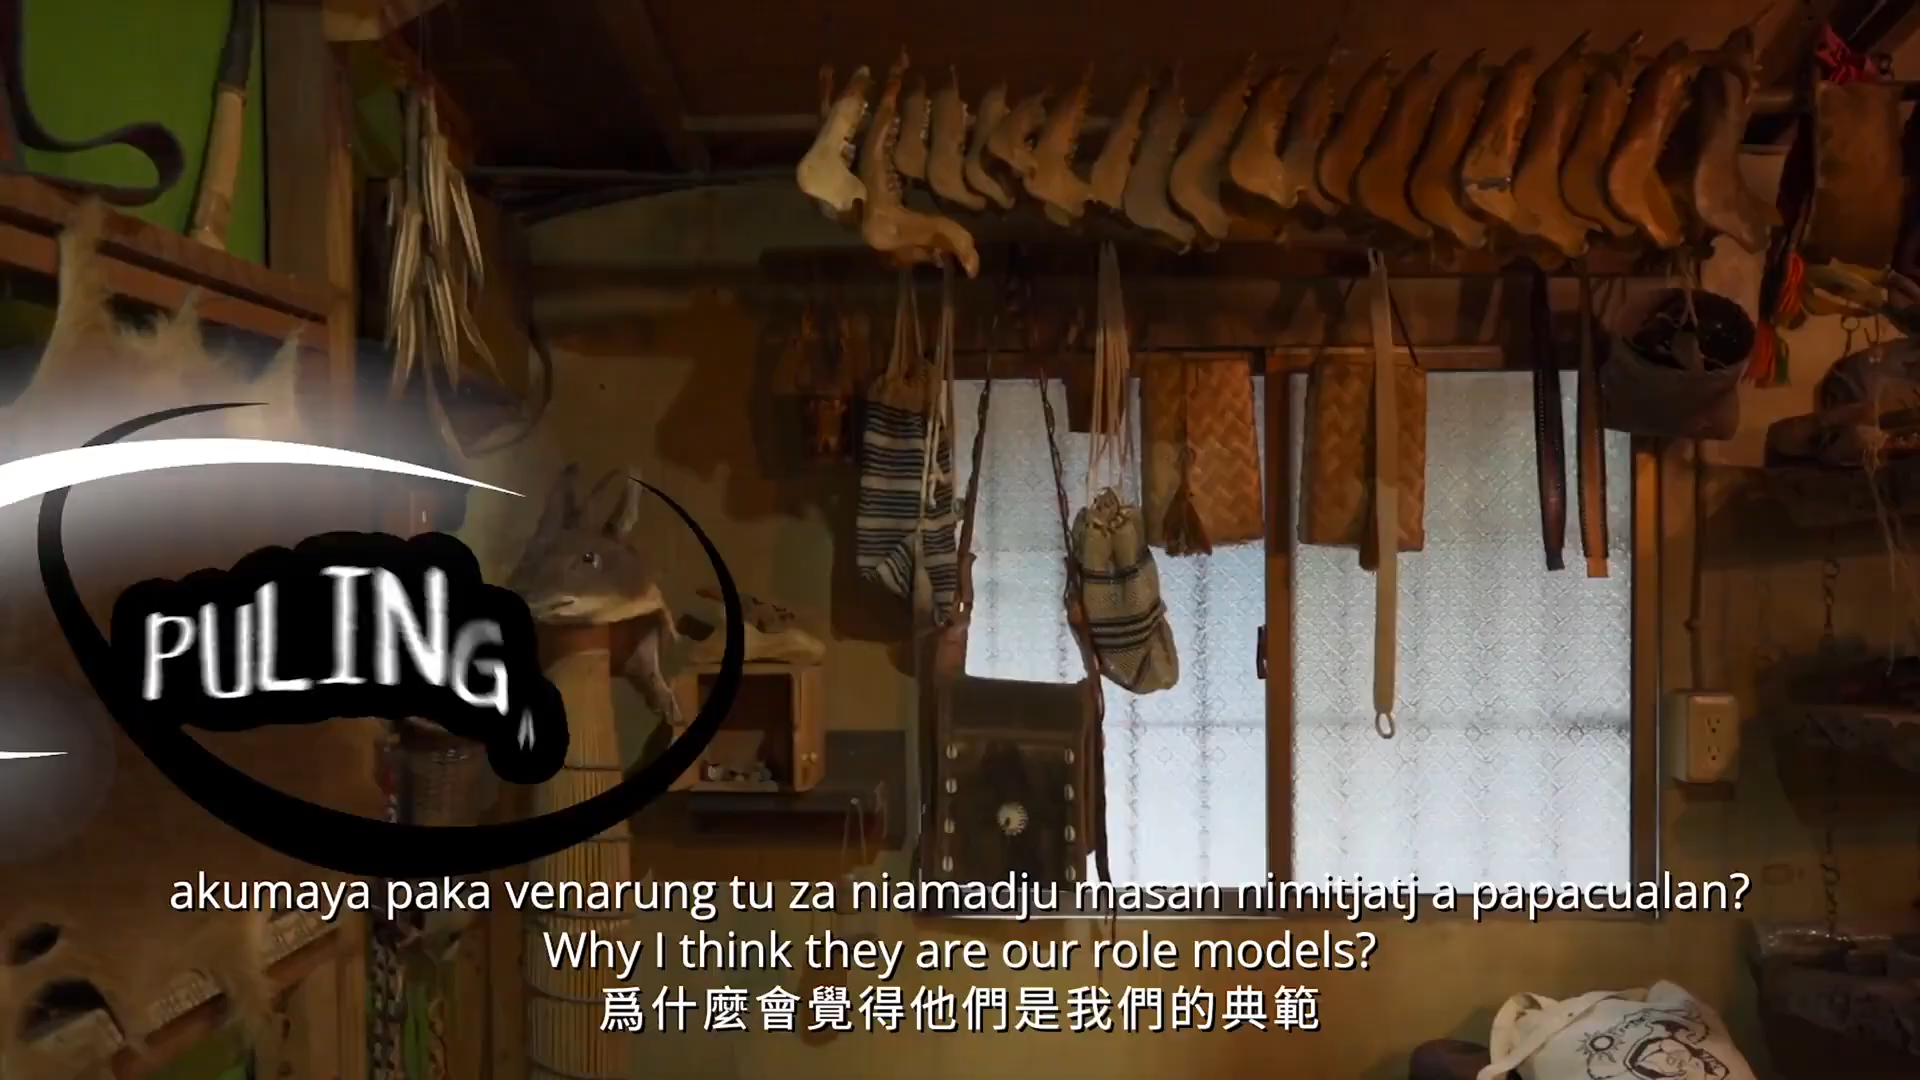 PULING
akumaya paka venarung tu za niamadju masan nimitjatj a papacualan?
Why I think they are our role models?
爲什麼會覺得他們是我們的典範